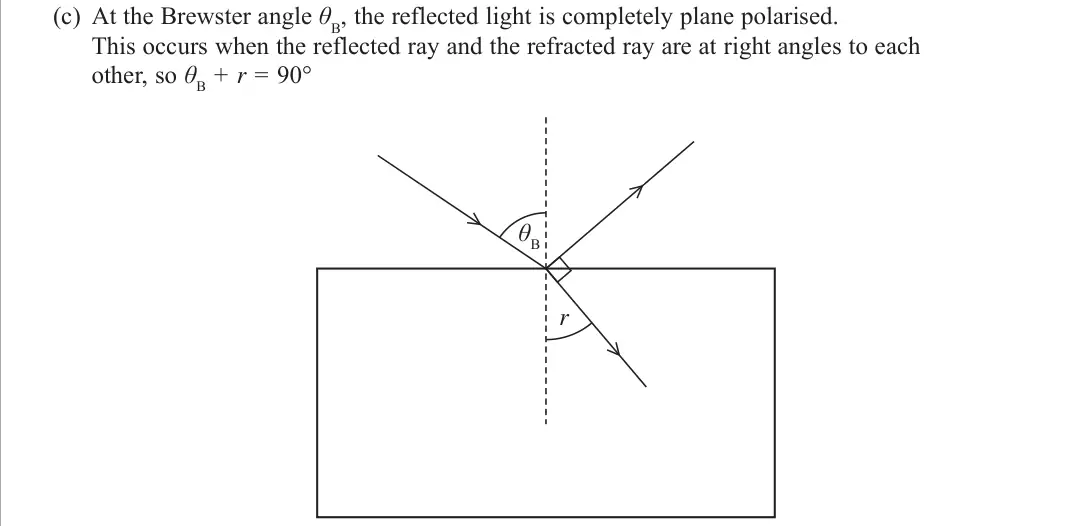 (c) At the Brewster angle θB, the reflected light is completely plane polarised.
This occurs when the reflected ray and the refracted ray are at right angles to each
other, so θB + r = 90°
θB
r